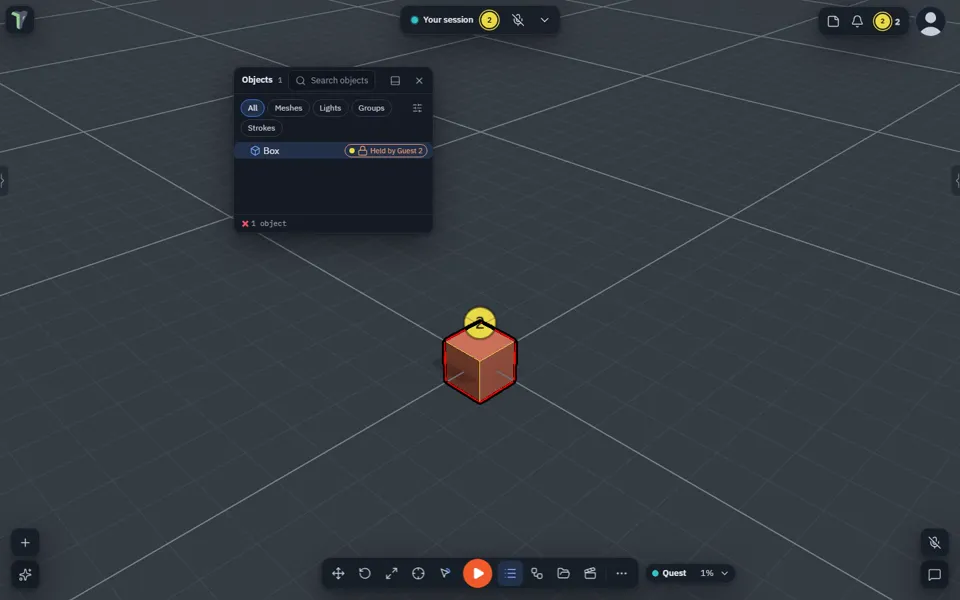 Your session 2
2 2
Objects 1
Search objects
All Meshes Lights Groups
Strokes
Box Held by Guest 2
1 object
2
Quest 1%